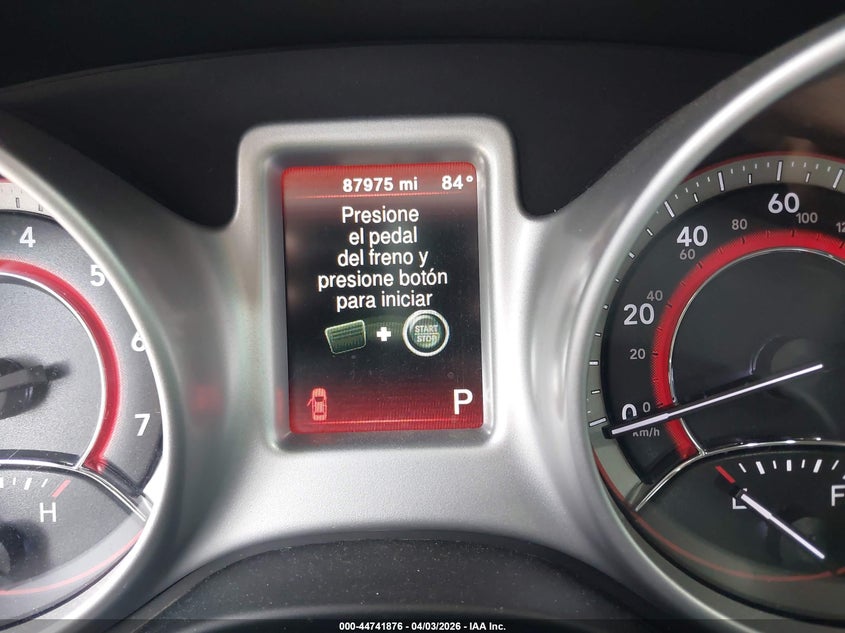 87975 mi 84°
Presione
el pedal
del freno y
presione botón
para iniciar
START
STOP
P
4
5
6
7
H
0
20
40
60
0
20
40
60
80
100
km/h
E
F
000-44741876 - 04/03/2026 - IAA Inc.